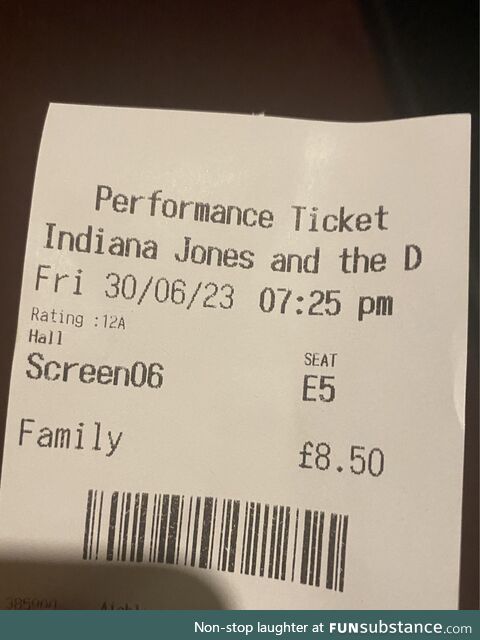 Performance Ticket
Indiana Jones and the D
Fri 30/06/23 07:25 pm
Rating :12A
Hall
Screen06
SEAT
E5
Family
£8.50
Non-stop laughter at FUNsubstance.com